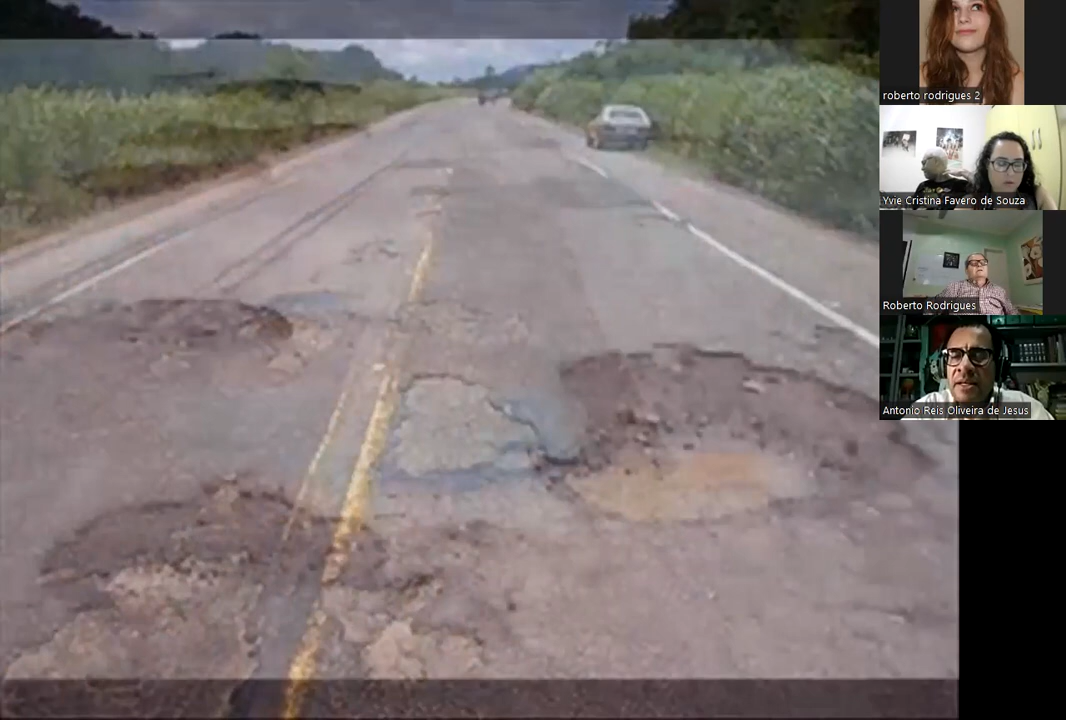 roberto rodrigues 2
Yvie Cristina Favero de Souza
Roberto Rodrigues
Antonio Reis Oliveira de Jesus